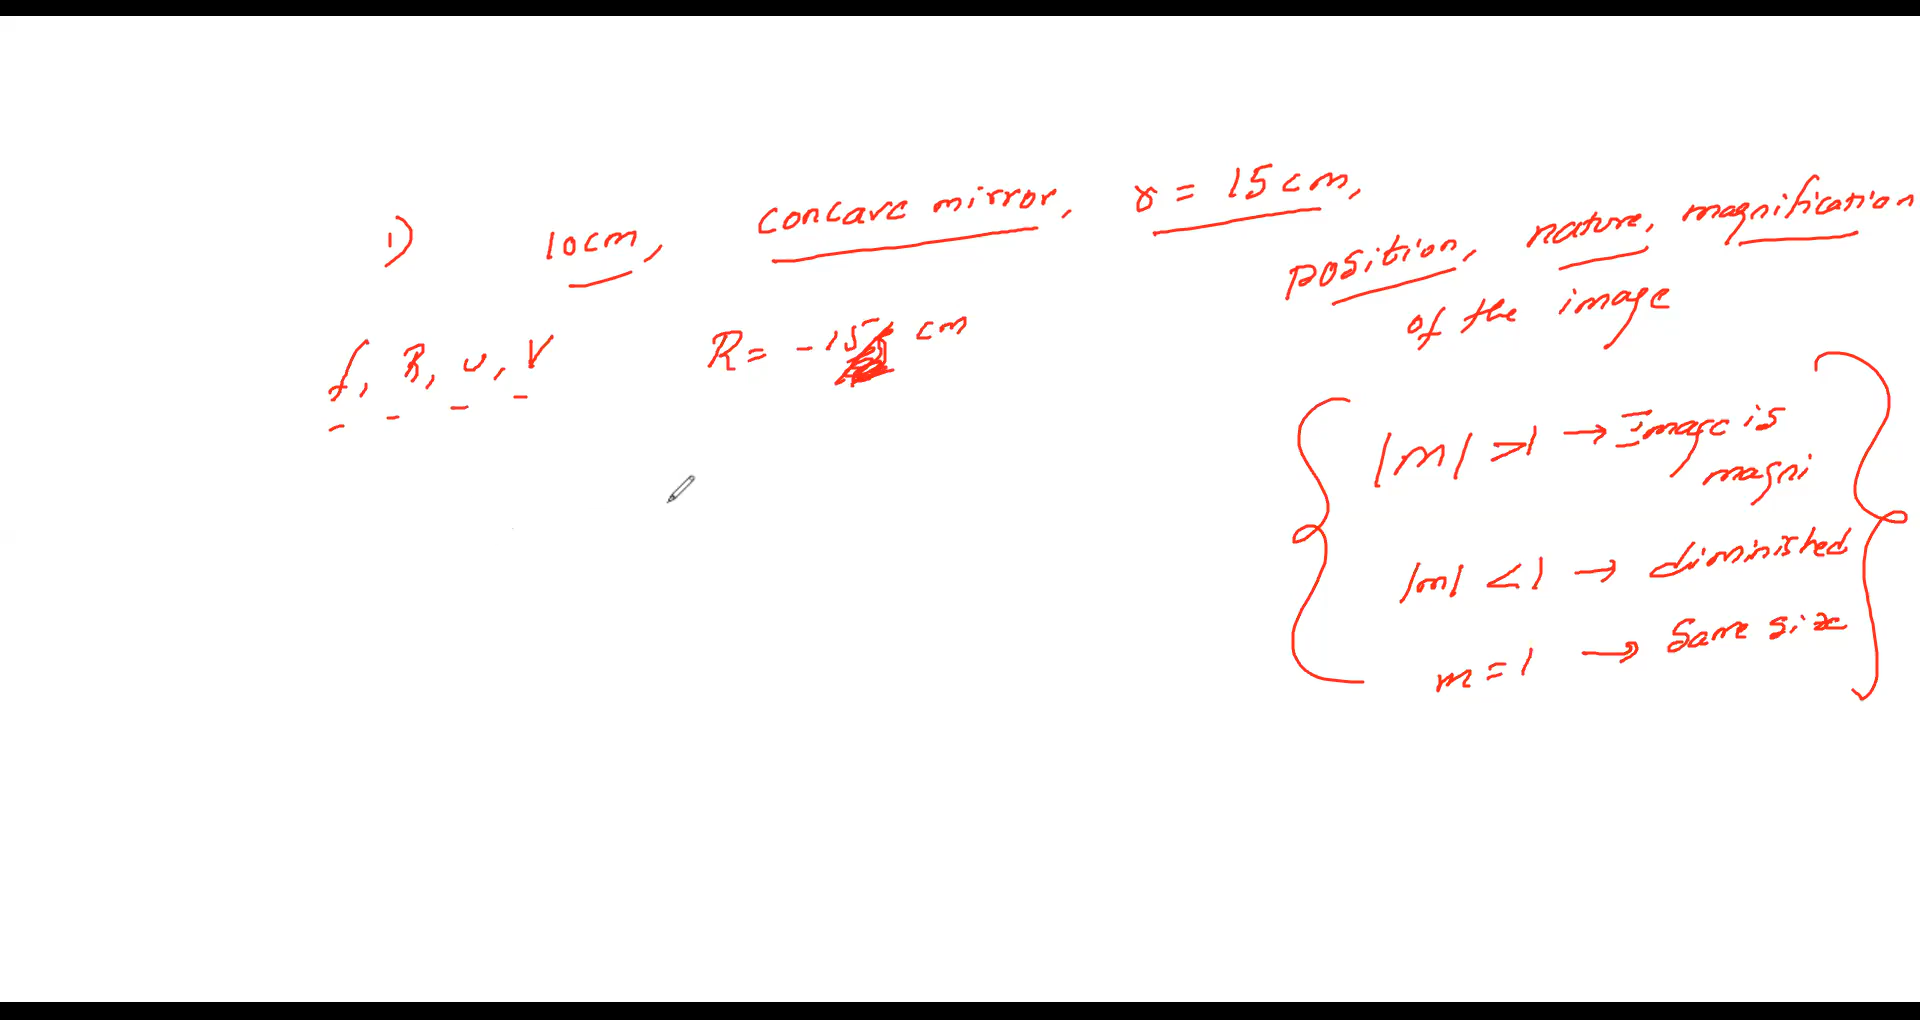 1) 10cm, concave mirror, r = 15cm,
position, nature, magnification
of the image
f, R, u, V
R = -15 cm
|m| >1 → Image is
magni
|m| <1 → diminished
m = 1 → Same size